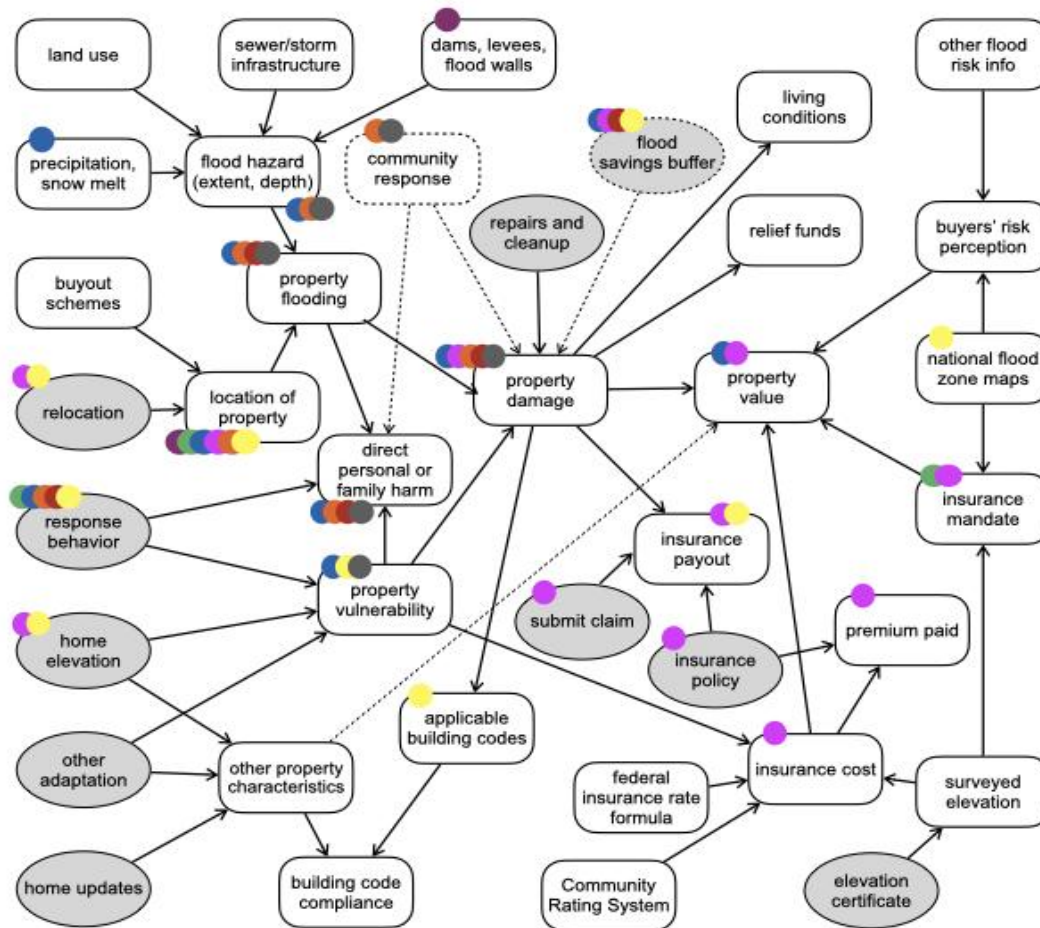 land use
sewer/storm
infrastructure
dams, levees,
flood walls
other flood
risk info
living
conditions
precipitation,
snow melt
flood hazard
(extent, depth)
community
response
flood
savings buffer
repairs and
cleanup
relief funds
buyers' risk
perception
buyout
schemes
property
flooding
relocation
location of
property
property
damage
property
value
national flood
zone maps
direct
personal or
family harm
response
behavior
insurance
payout
insurance
mandate
property
vulnerability
submit claim
insurance
policy
premium paid
home
elevation
applicable
building codes
other
adaptation
other property
characteristics
federal
insurance rate
formula
insurance cost
surveyed
elevation
home updates
building code
compliance
Community
Rating System
elevation
certificate